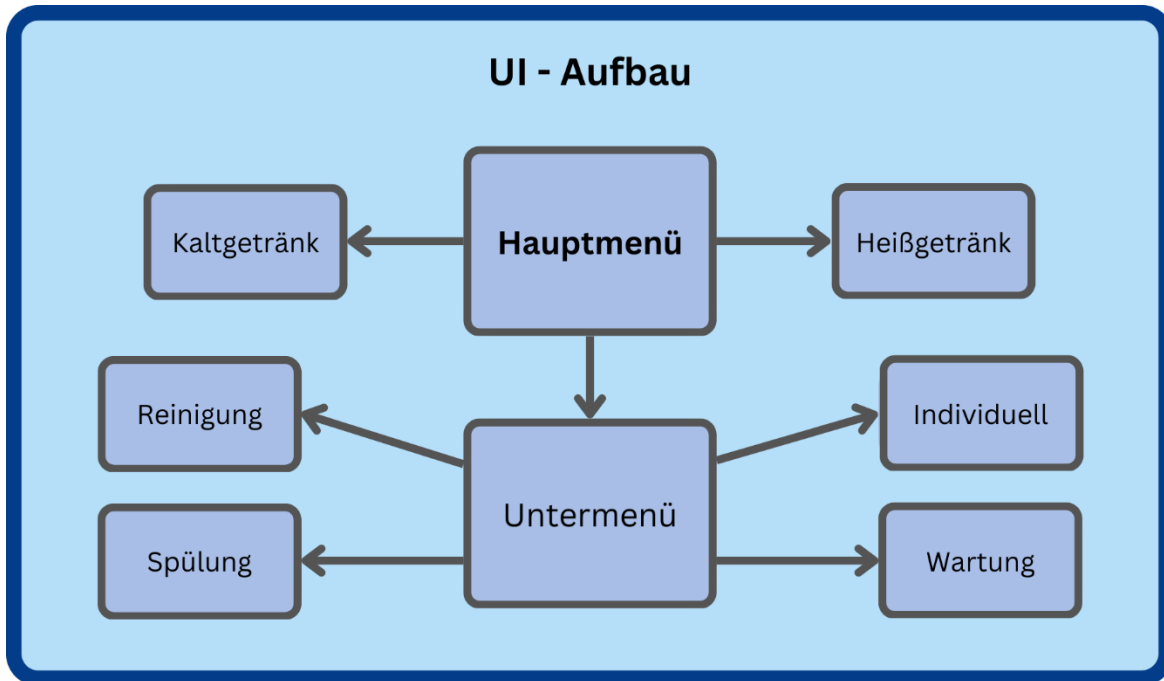 UI - Aufbau
Kaltgetränk
Hauptmenü
Heißgetränk
Reinigung
Individuell
Untermenü
Spülung
Wartung